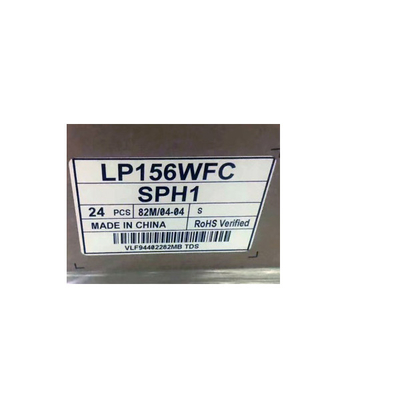 LP156WFC
SPH1
24 PCS 82M/04-04 S
MADE IN CHINA RoHS Verified
VLF94402282MB TDS